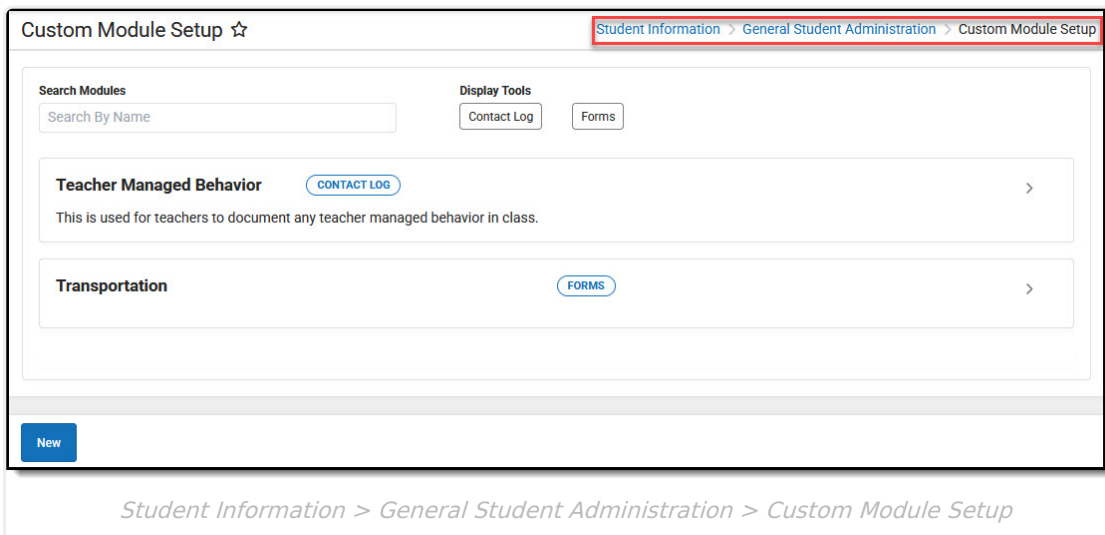 Custom Module Setup ☆
Student Information > General Student Administration > Custom Module Setup
Search Modules
Display Tools
Search By Name
Contact Log
Forms
Teacher Managed Behavior
CONTACT LOG
This is used for teachers to document any teacher managed behavior in class.
Transportation
FORMS
New
Student Information > General Student Administration > Custom Module Setup